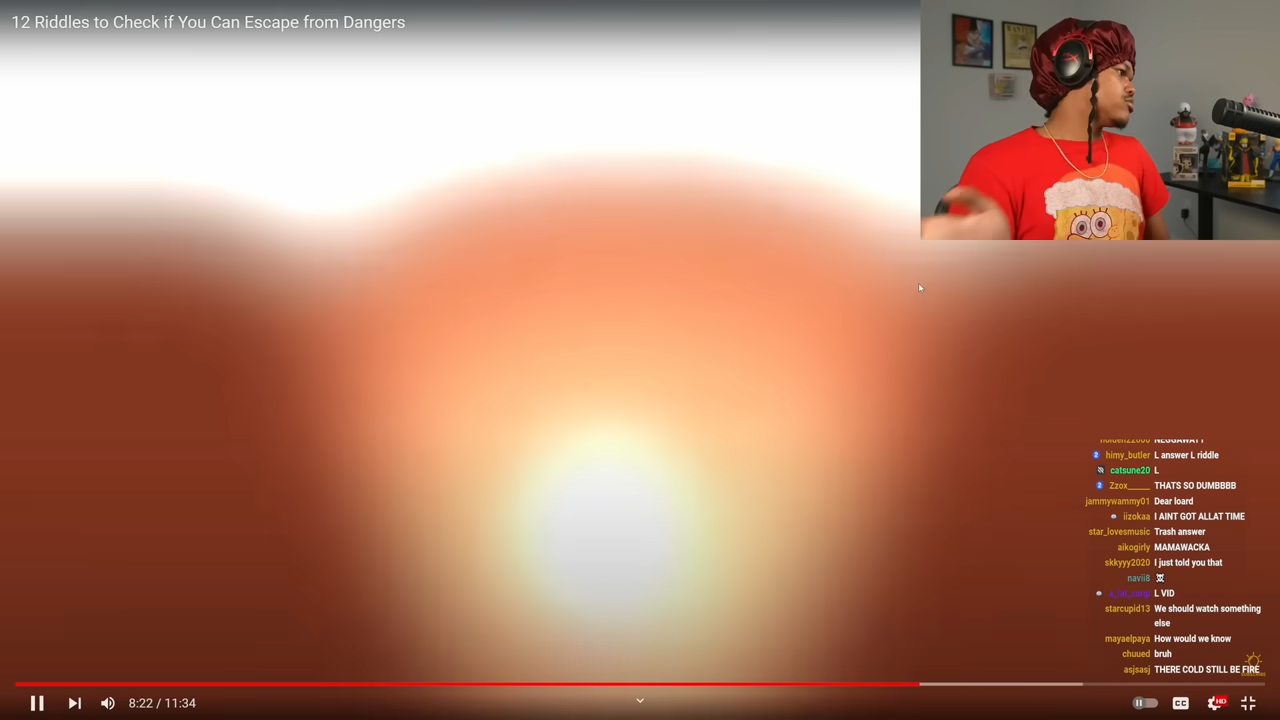 12 Riddles to Check if You Can Escape from Dangers
himy_butler L answer L riddle
catsune20 L
Zzox_____ THATS SO DUMBBBB
jammywammy01 Dear loard
iizokaa I AINT GOT ALLAT TIME
star_lovesmusic Trash answer
aikogirly MAMAWACKA
skkyyy2020 I just told you that
navii8
L VID
starcupid13 We should watch something
else
mayaelpaya How would we know
chuued bruh
asjsasj THERE COLD STILL BE FIRE
8:22 / 11:34
CC
HD